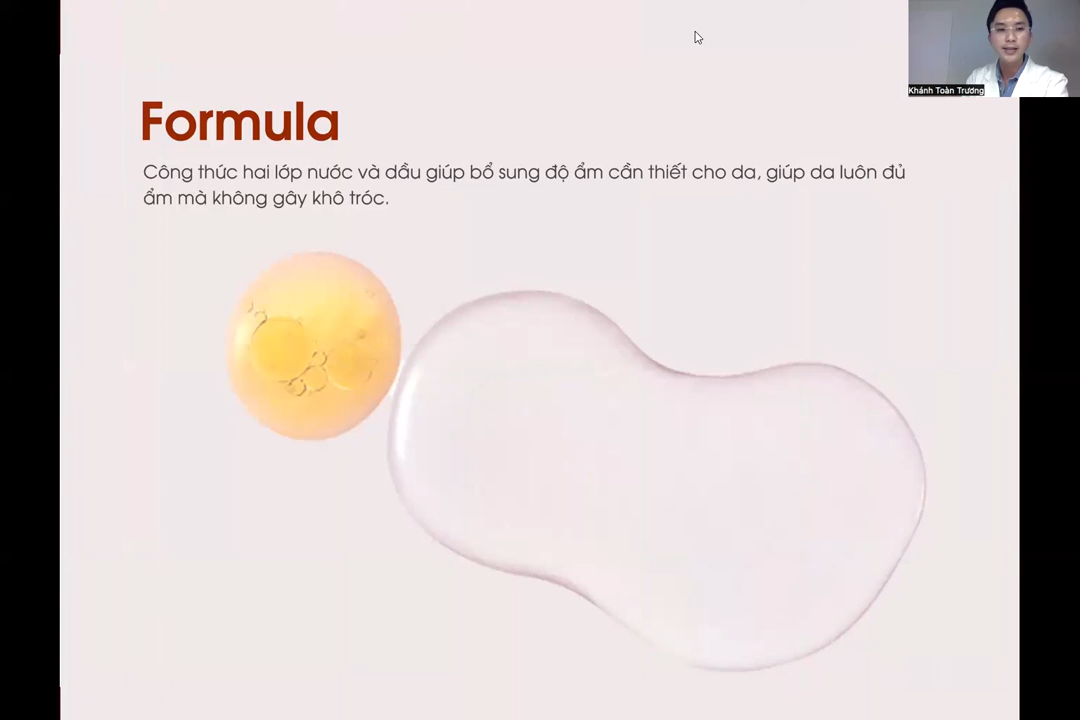 Khánh Toàn Trương
Formula
Công thức hai lớp nước và dầu giúp bổ sung độ ẩm cần thiết cho da, giúp da luôn đủ
ẩm mà không gây khô tróc.